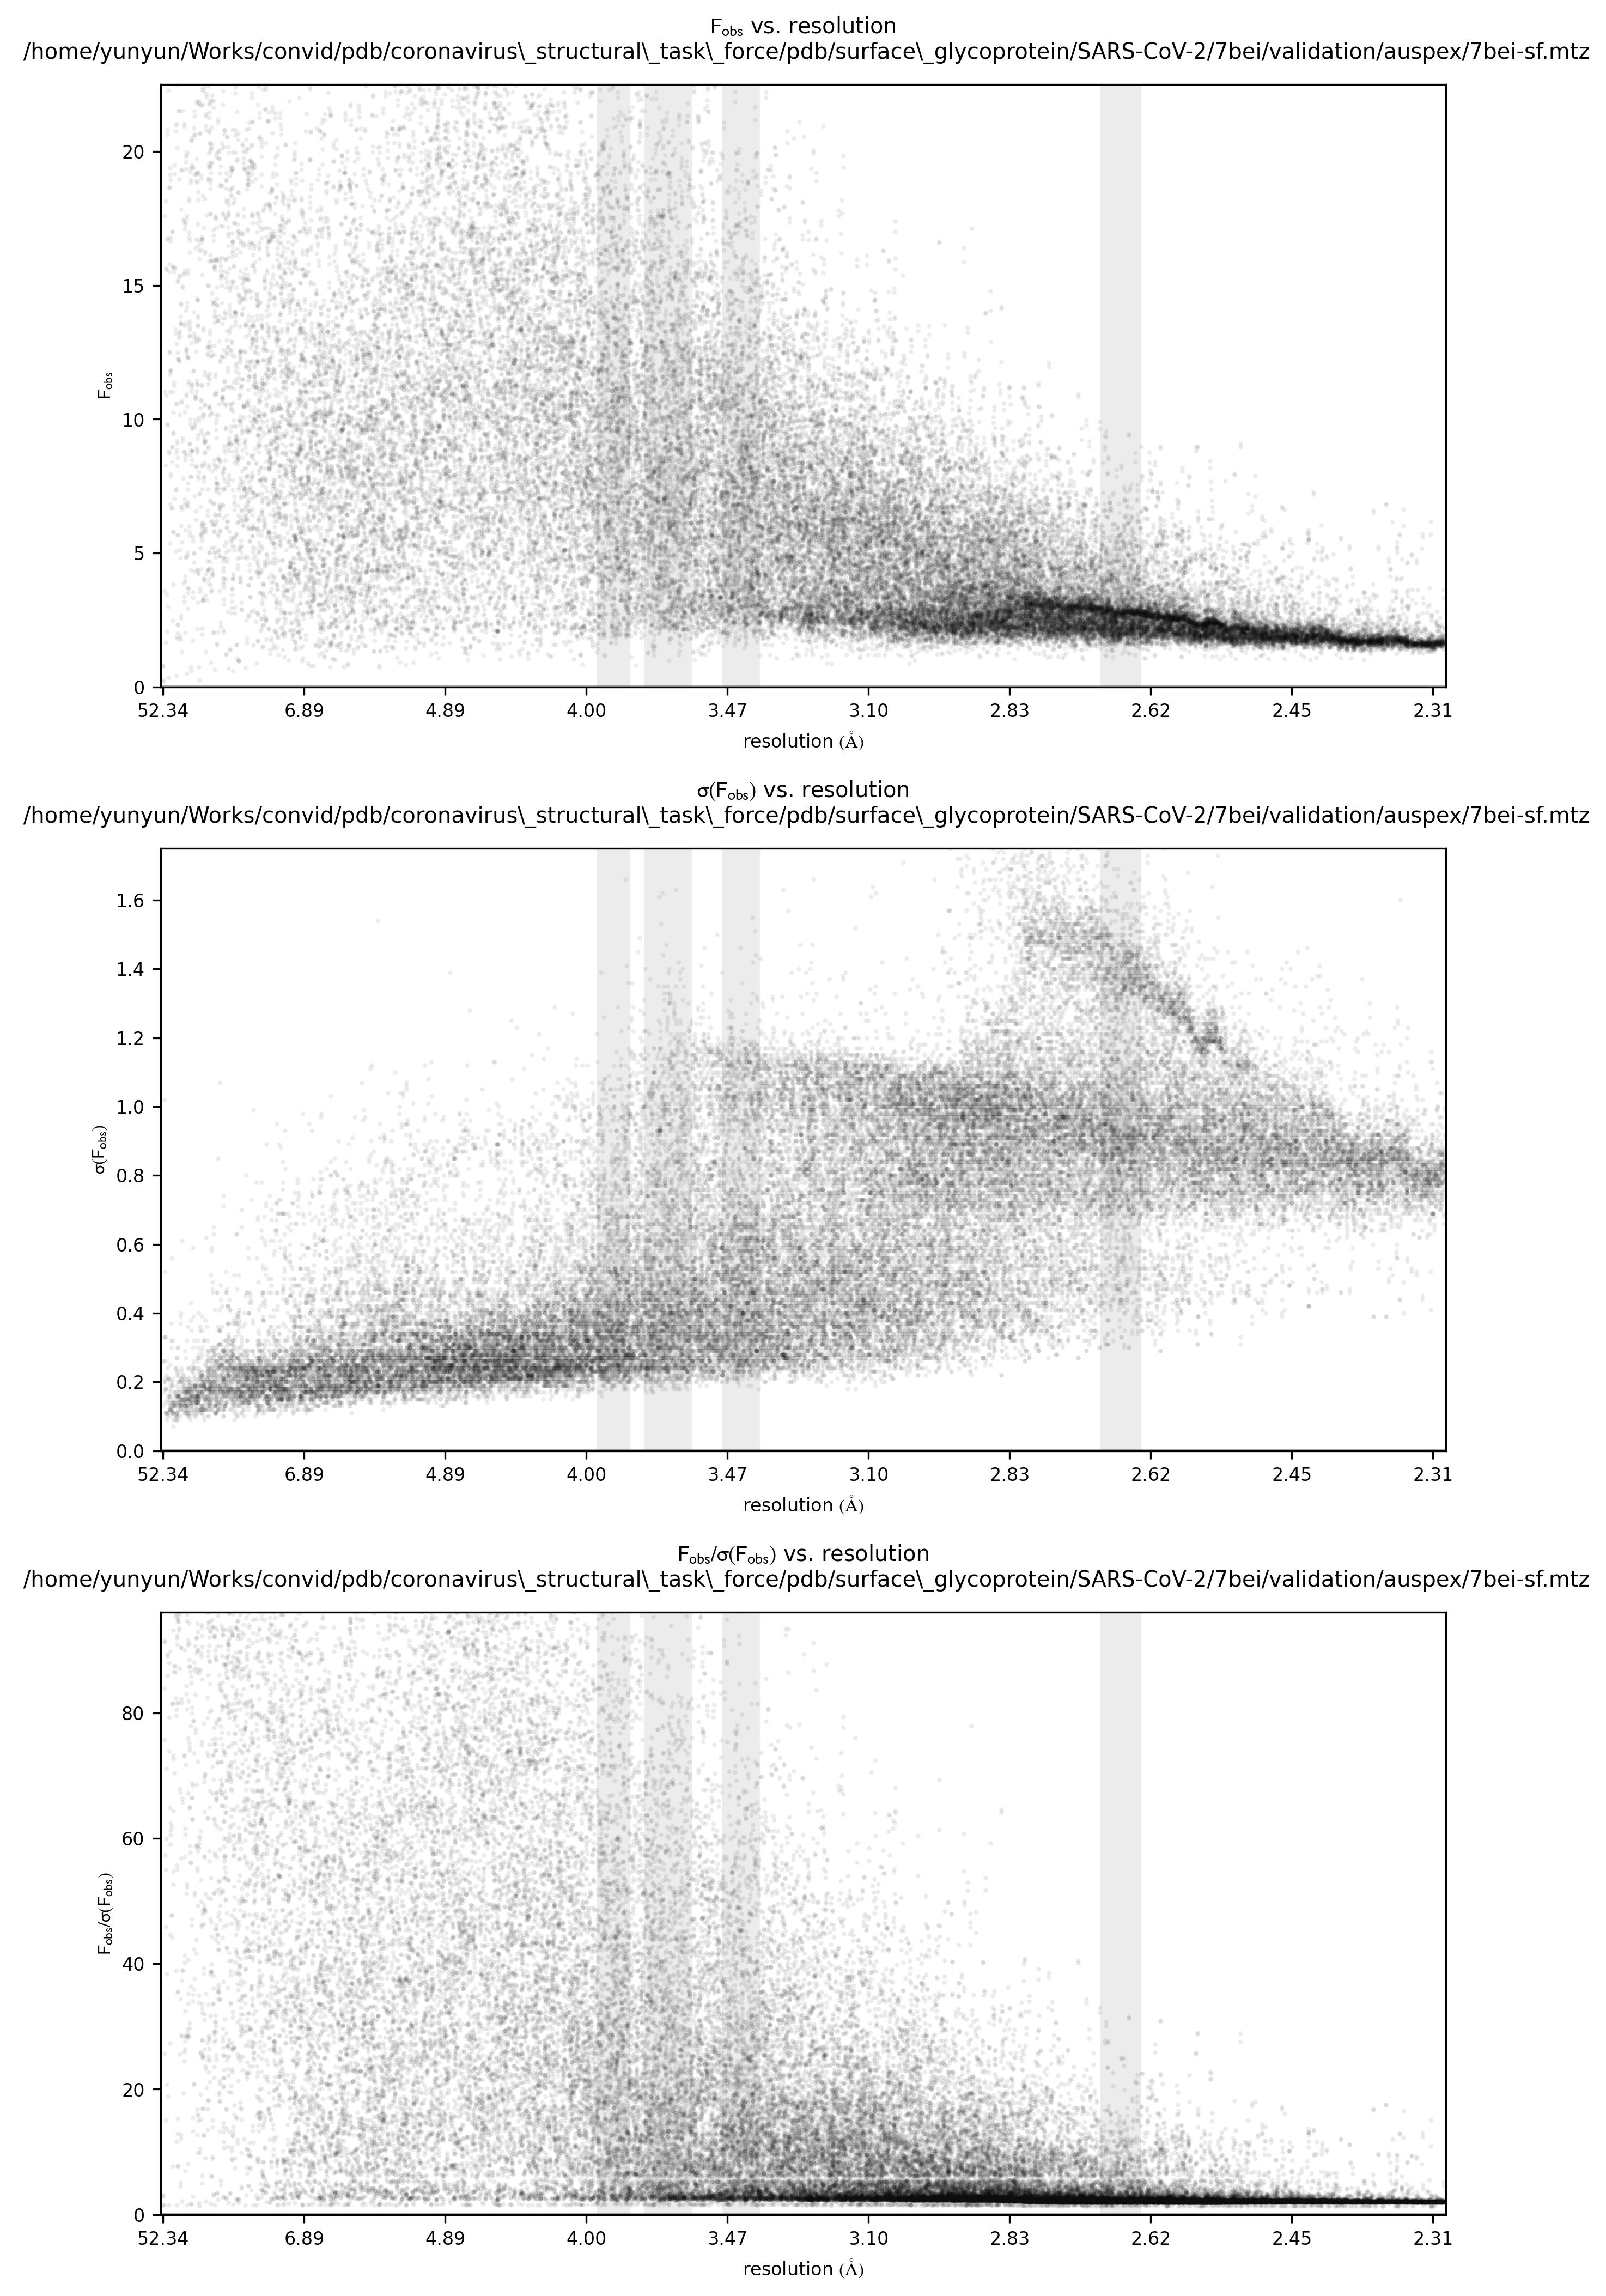 Fobs vs. resolution
/home/yunyun/Works/convid/pdb/coronavirus\_structural\_task\_force/pdb/surface\_glycoprotein/SARS-CoV-2/7bei/validation/auspex/7bei-sf.mtz
20
15
10
5
0
Fobs
52.34 6.89 4.89 4.00 3.47 3.10 2.83 2.62 2.45 2.31
resolution (Å)
σ(Fobs) vs. resolution
/home/yunyun/Works/convid/pdb/coronavirus\_structural\_task\_force/pdb/surface\_glycoprotein/SARS-CoV-2/7bei/validation/auspex/7bei-sf.mtz
1.6
1.4
1.2
1.0
0.8
0.6
0.4
0.2
0.0
σ(Fobs)
52.34 6.89 4.89 4.00 3.47 3.10 2.83 2.62 2.45 2.31
resolution (Å)
Fobs/σ(Fobs) vs. resolution
/home/yunyun/Works/convid/pdb/coronavirus\_structural\_task\_force/pdb/surface\_glycoprotein/SARS-CoV-2/7bei/validation/auspex/7bei-sf.mtz
80
60
40
20
0
Fobs/σ(Fobs)
52.34 6.89 4.89 4.00 3.47 3.10 2.83 2.62 2.45 2.31
resolution (Å)